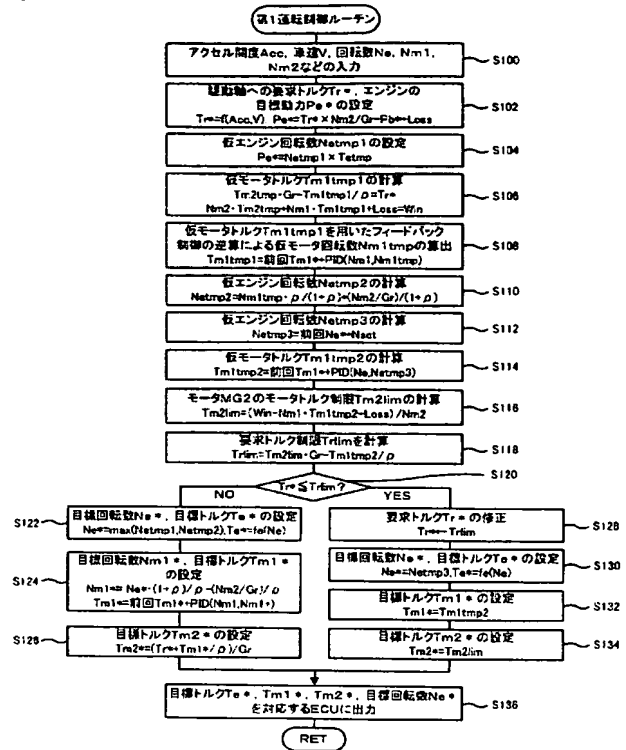 第1運転制御ルーチン
アクセル開度Acc, 車速V, 回転数Ne, Nm1,
Nm2などの入力
S100
駆動軸への要求トルクTr*, エンジンの
目標動力Pe*の設定
Tr*=f(Acc,V) Pe*=Tr*×Nm2/Gr-Pb*+Loss
S102
仮エンジン回転数Netmp1の設定
Pe*=Netmp1×Tetmp
S104
仮モータトルクTm1tmp1の計算
Tm2tmp・Gr-Tm1tmp1/ρ=Tr*
Nm2・Tm2tmp+Nm1・Tm1tmp1+Loss=Win
S106
仮モータトルクTm1tmp1を用いたフィードバック
制御の逆算による仮モータ回転数Nm1tmpの算出
Tm1tmp1=前回Tm1*+PID(Nm1,Nm1tmp)
S108
仮エンジン回転数Netmp2の計算
Netmp2=Nm1tmp・ρ/(1+ρ)+(Nm2/Gr)/(1+ρ)
S110
仮エンジン回転数Netmp3の計算
Netmp3=前回Ne*+Nsct
S112
仮モータトルクTm1tmp2の計算
Tm1tmp2=前回Tm1*+PID(Ne,Netmp3)
S114
モータMG2のモータトルク制限Tm2limの計算
Tm2lim=(Win-Nm1・Tm1tmp2-Loss)/Nm2
S116
要求トルク制限Trlimを計算
Trlim=Tm2lim・Gr-Tm1tmp2/ρ
S118
Tr*≦Trlim?
S120
NO
YES
S122
目標回転数Ne*, 目標トルクTe*の設定
Ne*=max(Netmp1,Netmp2),Te*=fe(Ne)
S124
目標回転数Nm1*, 目標トルクTm1*
の設定
Nm1*=Ne*・(1+ρ)/ρ-(Nm2/Gr)/ρ
Tm1*=前回Tm1*+PID(Nm1,Nm1*)
S126
目標トルクTm2*の設定
Tm2*=(Tr*+Tm1*/ρ)/Gr
要求トルクTr*の修正
Tr*←Trlim
S128
目標回転数Ne*, 目標トルクTe*の設定
Ne*=Netmp3,Te*=fe(Ne)
S130
目標トルクTm1*の設定
Tm1*=Tm1tmp2
S132
目標トルクTm2*の設定
Tm2*=Tm2lim
S134
目標トルクTe*, Tm1*, Tm2*, 目標回転数Ne*
を対応するECUに出力
S136
RET